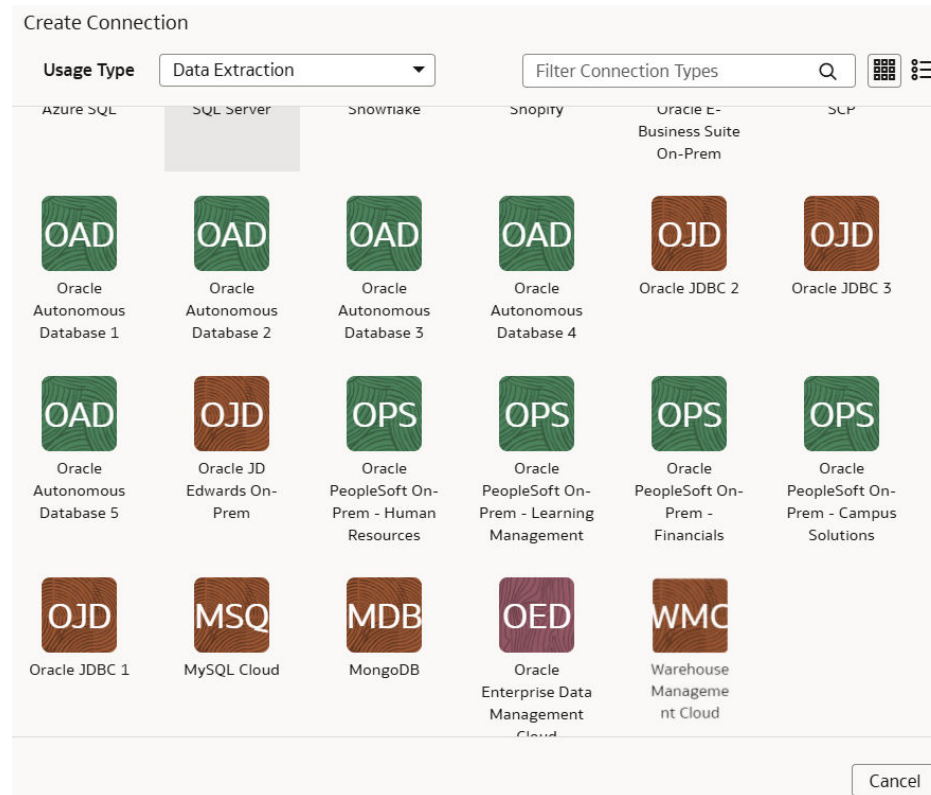 Create Connection
Usage Type
Data Extraction
Filter Connection Types
Azure SQL
SQL Server
Snowflake
Shopify
Oracle E-
Business Suite
On-Prem
SCP
OAD
Oracle
Autonomous
Database 1
OAD
Oracle
Autonomous
Database 2
OAD
Oracle
Autonomous
Database 3
OAD
Oracle
Autonomous
Database 4
OJD
Oracle JDBC 2
OJD
Oracle JDBC 3
OAD
Oracle
Autonomous
Database 5
OJD
Oracle JD
Edwards On-
Prem
OPS
Oracle
PeopleSoft On-
Prem - Human
Resources
OPS
Oracle
PeopleSoft On-
Prem - Learning
Management
OPS
Oracle
PeopleSoft On-
Prem -
Financials
OPS
Oracle
PeopleSoft On-
Prem - Campus
Solutions
OJD
Oracle JDBC 1
MSQ
MySQL Cloud
MDB
MongoDB
OED
Oracle
Enterprise Data
Management
Cloud
WMC
Warehouse
Manageme
nt Cloud
Cancel